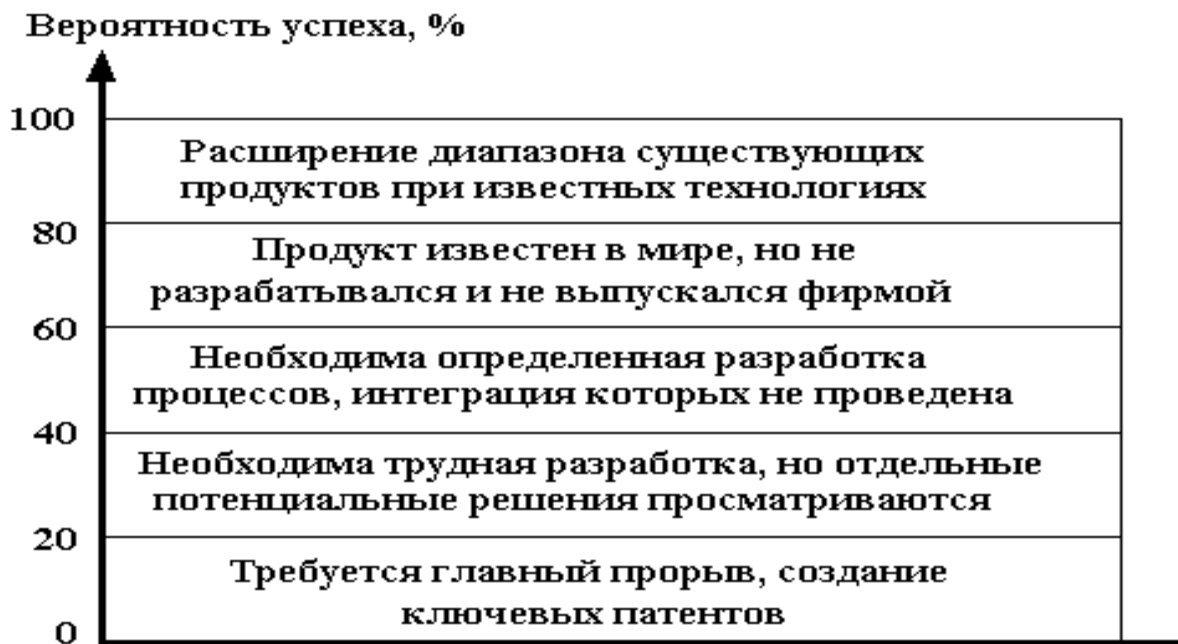 Вероятность успеха, %
100
Расширение диапазона существующих
продуктов при известных технологиях
80
Продукт известен в мире, но не
разрабатывался и не выпускался фирмой
60
Необходима определенная разработка
процессов, интеграция которых не проведена
40
Необходима трудная разработка, но отдельные
потенциальные решения просматриваются
20
Требуется главный прорыв, создание
ключевых патентов
0